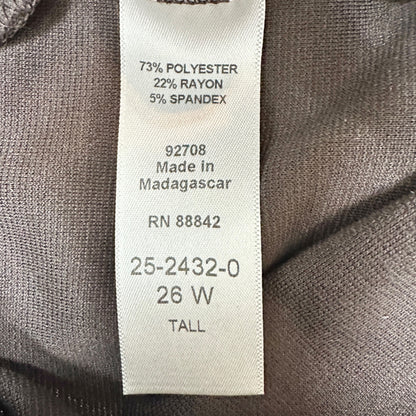 73% POLYESTER
22% RAYON
5% SPANDEX
92708
Made in
Madagascar
RN 88842
25-2432-0
26 W
TALL